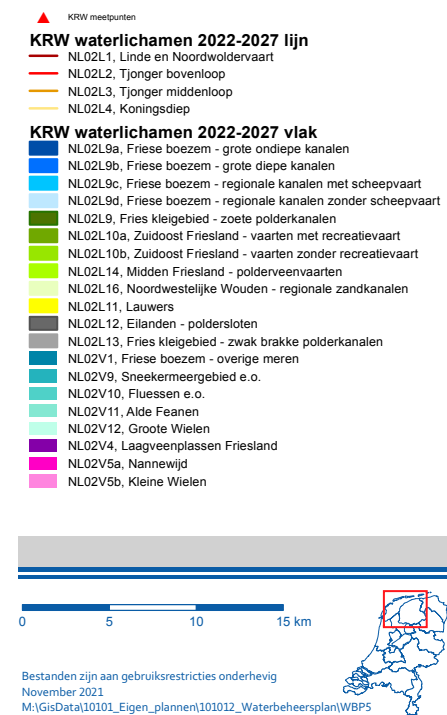 KRW meetpunten
KRW waterlichamen 2022-2027 lijn
NL02L1, Linde en Noordwoldervaart
NL02L2, Tjonger bovenloop
NL02L3, Tjonger middenloop
NL02L4, Koningsdiep
KRW waterlichamen 2022-2027 vlak
NL02L9a, Friese boezem - grote ondiepe kanalen
NL02L9b, Friese boezem - grote diepe kanalen
NL02L9c, Friese boezem - regionale kanalen met scheepvaart
NL02L9d, Friese boezem - regionale kanalen zonder scheepvaart
NL02L9, Fries kleigebied - zoete polderkanalen
NL02L10a, Zuidoost Friesland - vaarten met recreatievaart
NL02L10b, Zuidoost Friesland - vaarten zonder recreatievaart
NL02L14, Midden Friesland - polderveenvaarten
NL02L16, Noordwestelijke Wouden - regionale zandkanalen
NL02L11, Lauwers
NL02L12, Eilanden - poldersloten
NL02L13, Fries kleigebied - zwak brakke polderkanalen
NL02V1, Friese boezem - overige meren
NL02V9, Sneekermeergebied e.o.
NL02V10, Fluessen e.o.
NL02V11, Alde Feanen
NL02V12, Groote Wielen
NL02V4, Laagveenplassen Friesland
NL02V5a, Nannewijd
NL02V5b, Kleine Wielen
0 5 10 15 km
Bestanden zijn aan gebruiksrestricties onderhevig
November 2021
M:\GisData\10101_Eigen_plannen\101012_Waterbeheersplan\WBP5